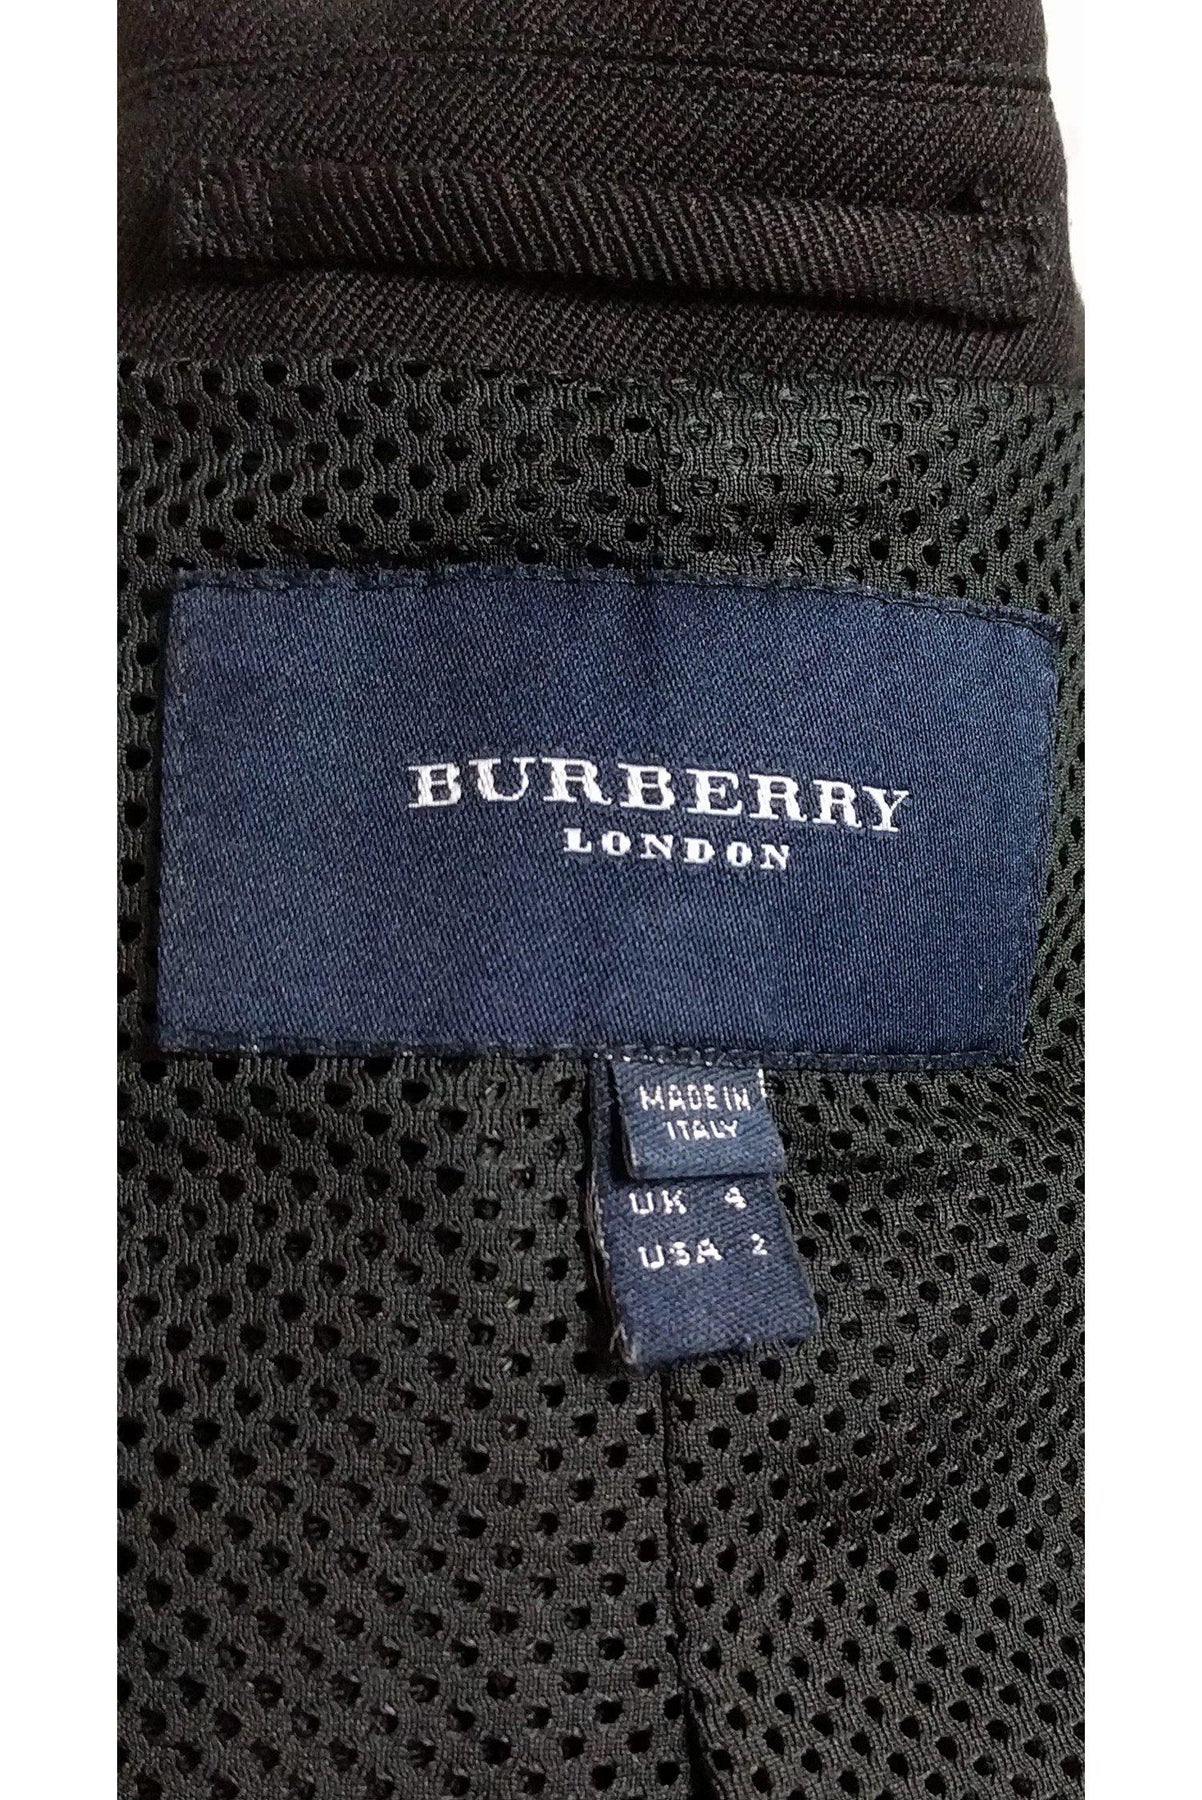 BURBERRY
LONDON
MADE IN
ITALY
UK 4
USA 2